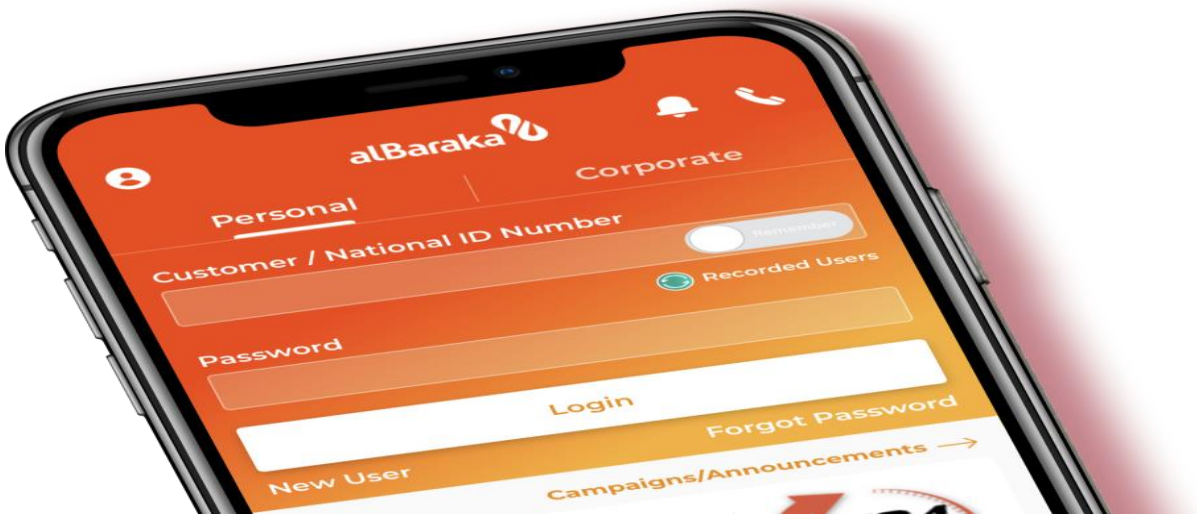 alBaraka
Personal
Corporate
Customer / National ID Number
Remember
Recorded Users
Password
Login
New User
Forgot Password
Campaigns/Announcements